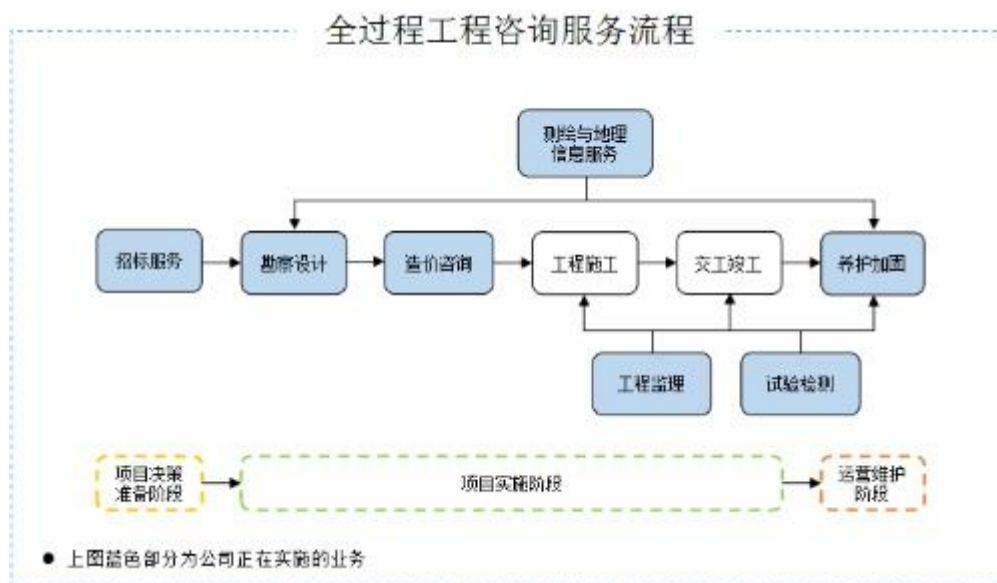 全过程工程咨询服务流程
测绘与地理
信息服务
招标服务
勘察设计
造价咨询
工程施工
交工竣工
养护加固
工程监理
试验检测
项目决策
准备阶段
项目实施阶段
运营维护
阶段
● 上图蓝色部分为公司正在实施的业务